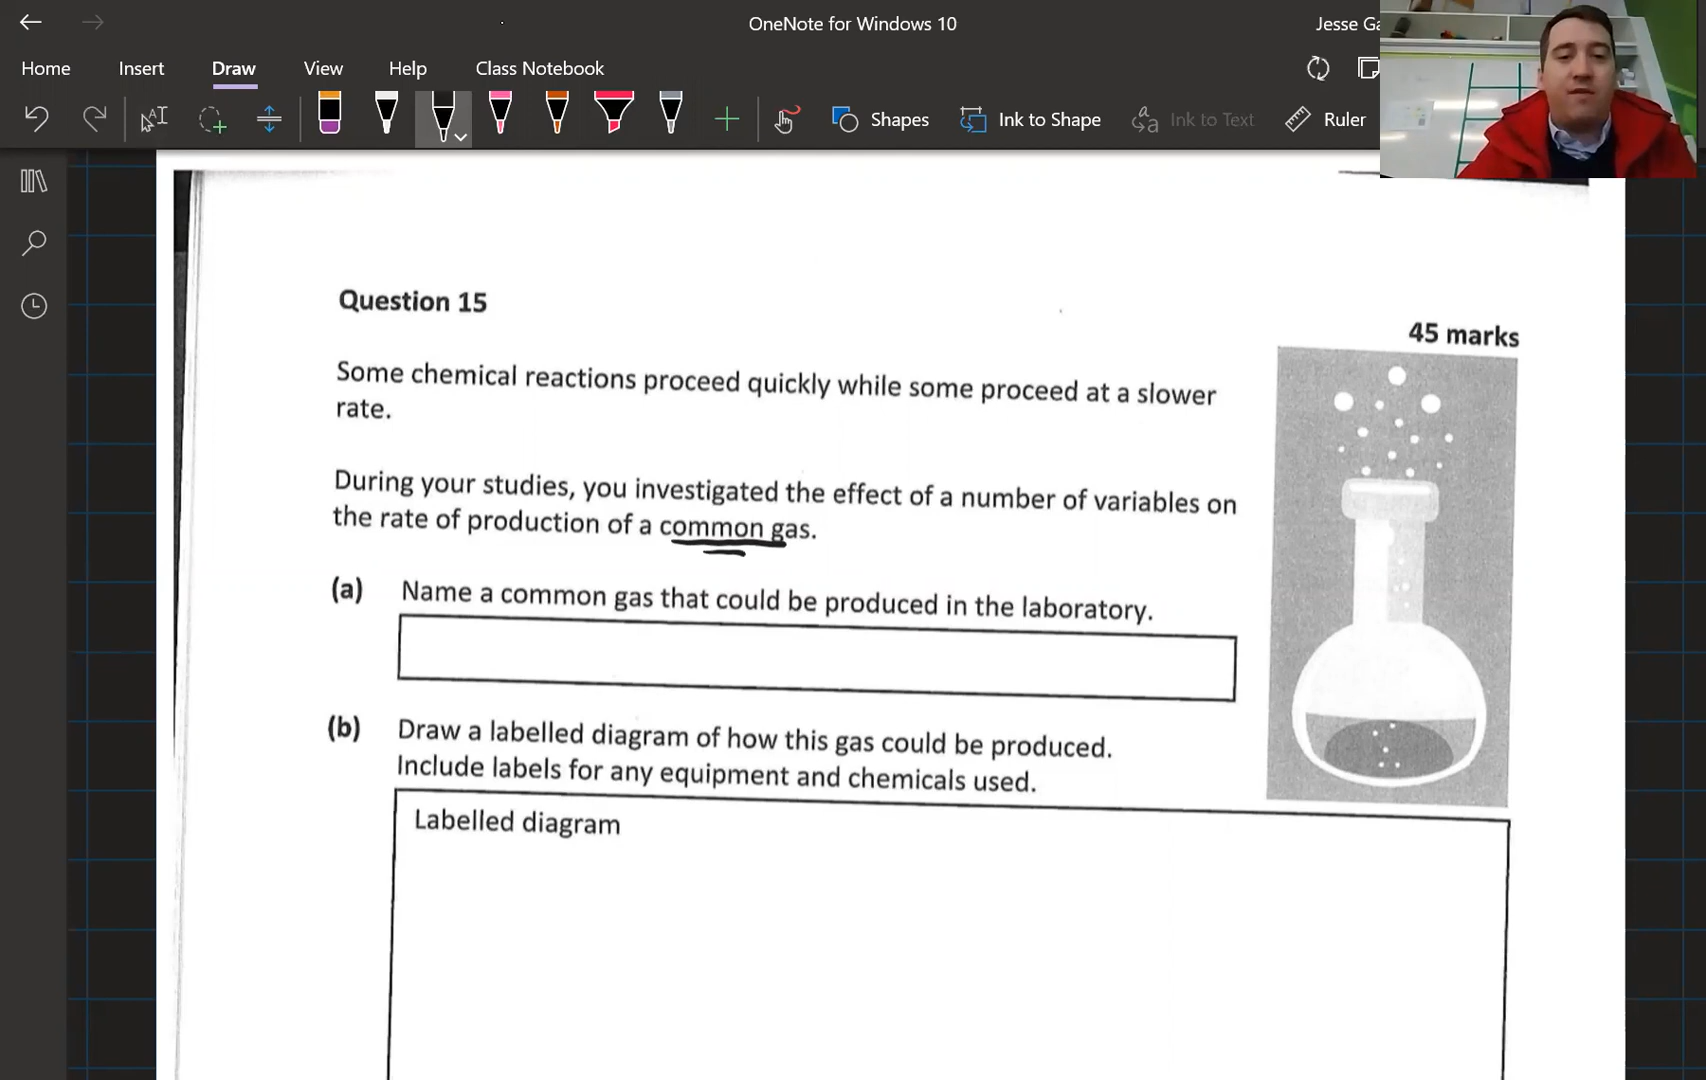 OneNote for Windows 10
Jesse Ga
Home Insert Draw View Help Class Notebook
Shapes Ink to Shape Ink to Text Ruler
Question 15
45 marks
Some chemical reactions proceed quickly while some proceed at a slower
rate.
During your studies, you investigated the effect of a number of variables on
the rate of production of a common gas.
(a) Name a common gas that could be produced in the laboratory.
(b) Draw a labelled diagram of how this gas could be produced.
Include labels for any equipment and chemicals used.
Labelled diagram